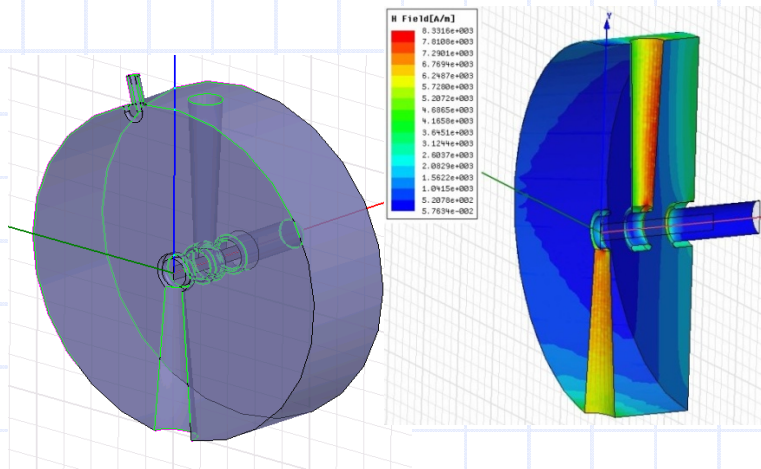 H Field[A/m]
8.3316e+003
7.8108e+003
7.2901e+003
6.7694e+003
6.2487e+003
5.7280e+003
5.2072e+003
4.6865e+003
4.1658e+003
3.6451e+003
3.1244e+003
2.6037e+003
2.0829e+003
1.5622e+003
1.0415e+003
5.2078e+002
5.7694e-002
Y